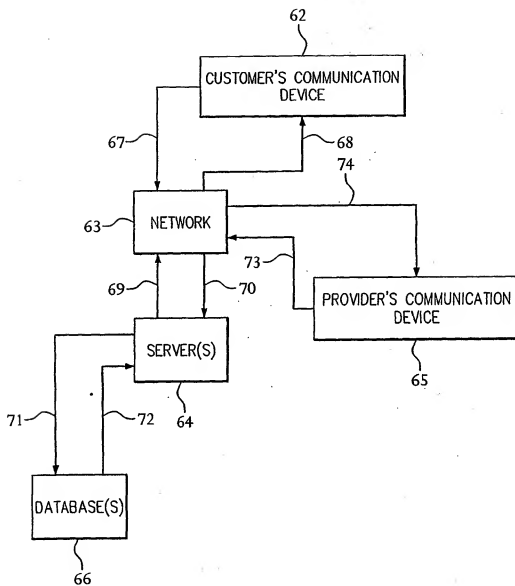 62
CUSTOMER'S COMMUNICATION
DEVICE
67
68
74
63
NETWORK
73
69
70
PROVIDER'S COMMUNICATION
DEVICE
65
SERVER(S)
64
71
72
DATABASE(S)
66